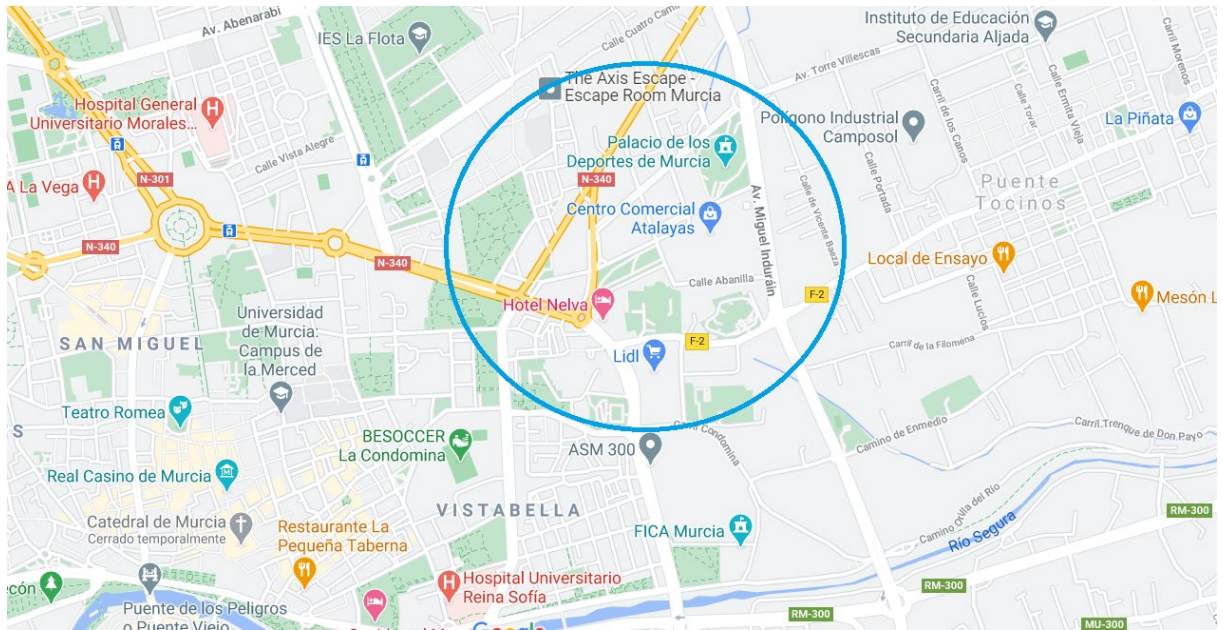 Av. Abenarabi
IES La Flota
Calle Cuatro Cami
Instituto de Educación
Secundaria Aljada
Carril Morenos
Av. Torre Villescas
The Axis Escape -
Escape Room Murcia
Hospital General
Universitario Morales...
Calle Vista Alegre
Polígono Industrial
Camposol
Carril de los Canos
Calle Tovar
Calle Ermita Vieja
La Piñata
Palacio de los
Deportes de Murcia
A La Vega
N-301
N-340
Calle Portada
PUENTE
TOCINOS
Av. Miguel Induráin
Calle de Vicente Baeza
Centro Comercial
Atalayas
N-340
N-340
Local de Ensayo
Calle Abanilla
F-2
Hotel Nelva
Calle Lucios
Mesón L
Universidad
de Murcia:
Campus de
la Merced
SAN MIGUEL
F-2
Lidl
Carril de la Filomena
Teatro Romea
S
BESOCCER
La Condomina
ASM 300
Carril Condomina
Camino de Enmedio
Carril Trenque de Don Payo
Real Casino de Murcia
VISTABELLA
Catedral de Murcia
Cerrado temporalmente
Restaurante La
Pequeña Taberna
FICA Murcia
Camino Orilla del Río
Río Segura
RM-300
Hospital Universitario
Reina Sofía
RM-300
ecón
Puente de los Peligros
o Puente Viejo
Google
RM-300
MU-300